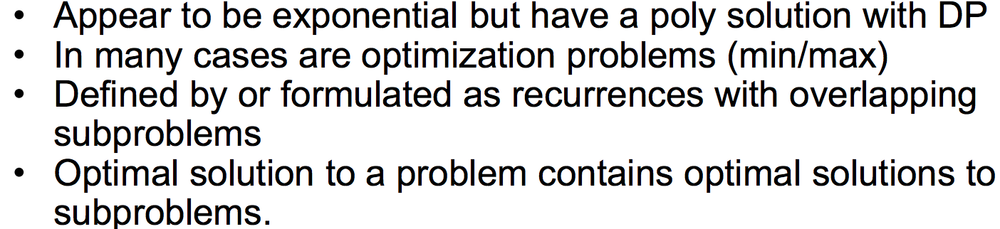 • Appear to be exponential but have a poly solution with DP
• In many cases are optimization problems (min/max)
• Defined by or formulated as recurrences with overlapping
subproblems
• Optimal solution to a problem contains optimal solutions to
subproblems.